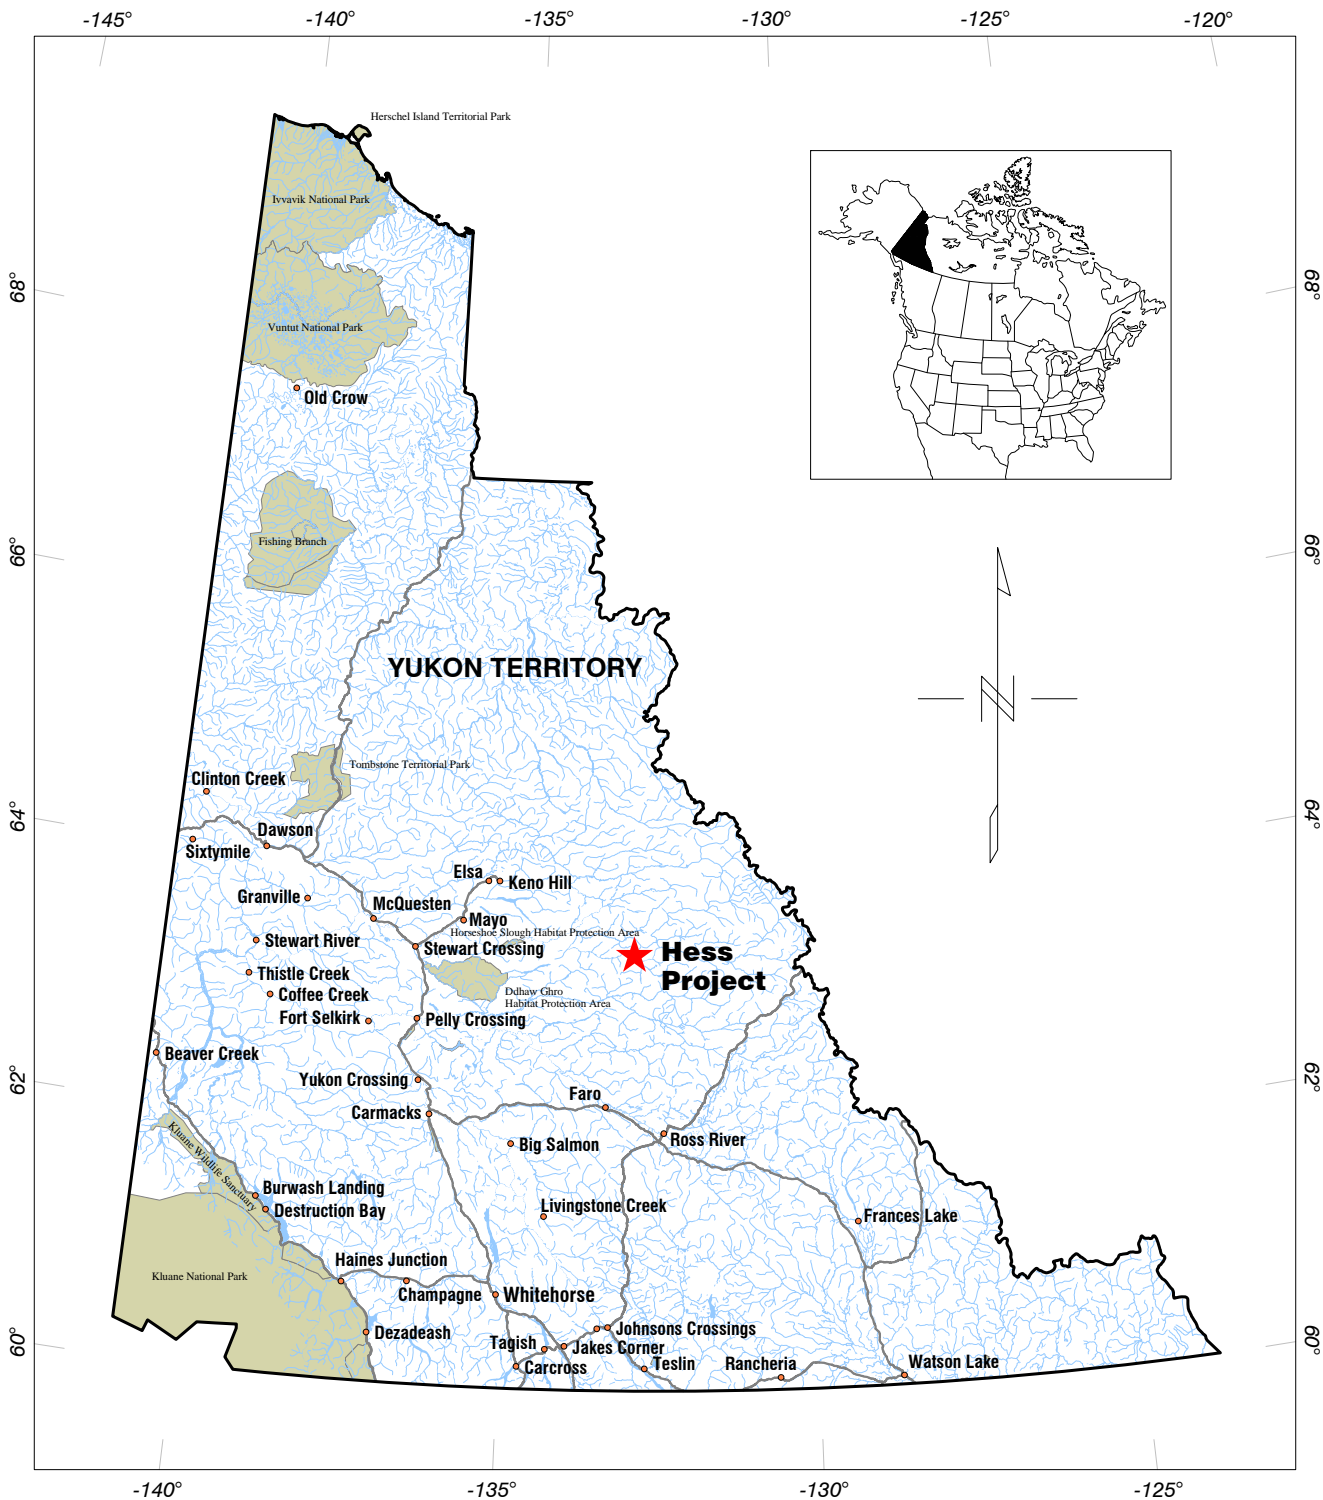 -145°
-140°
-135°
-130°
-125°
-120°
Herschel Island Territorial Park
Ivvavik National Park
68°
68°
Vuntut National Park
Old Crow
Fishing Branch
66°
66°
YUKON TERRITORY
N
Tombstone Territorial Park
Clinton Creek
64°
64°
Dawson
Sixtymile
Elsa
Keno Hill
Granville
McQuesten
Mayo
Horseshoe Slough Habitat Protection Area
Stewart River
Stewart Crossing
Hess
Project
Thistle Creek
Coffee Creek
Ddhaw Ghro
Habitat Protection Area
Fort Selkirk
Pelly Crossing
Beaver Creek
Yukon Crossing
62°
62°
Faro
Carmacks
Ross River
Big Salmon
Kluane Wildlife Sanctuary
Burwash Landing
Destruction Bay
Livingstone Creek
Frances Lake
Haines Junction
Kluane National Park
Champagne
Whitehorse
Dezadeash
Johnsons Crossings
60°
60°
Tagish
Jakes Corner
Carcross
Teslin
Rancheria
Watson Lake
-140°
-135°
-130°
-125°